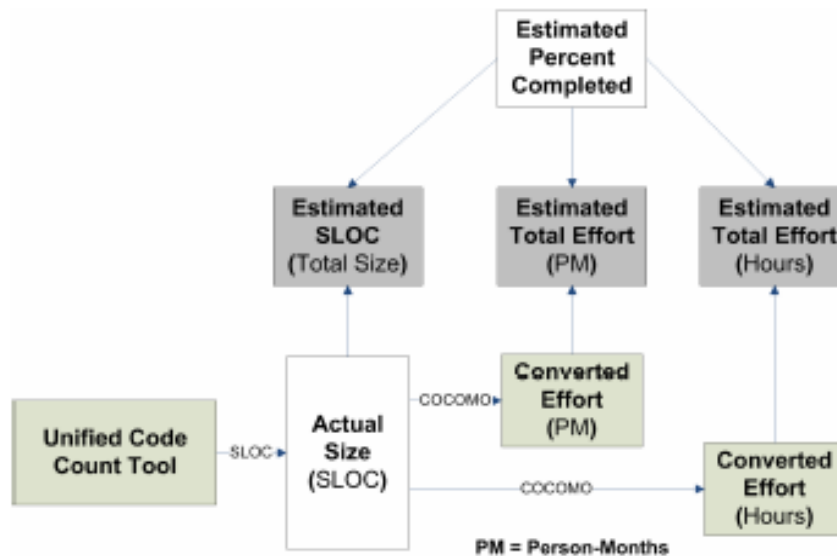 Estimated
Percent
Completed
Estimated
SLOC
(Total Size)
Estimated
Total Effort
(PM)
Estimated
Total Effort
(Hours)
Unified Code
Count Tool
SLOC
Actual
Size
(SLOC)
COCOMO
Converted
Effort
(PM)
COCOMO
Converted
Effort
(Hours)
PM = Person-Months